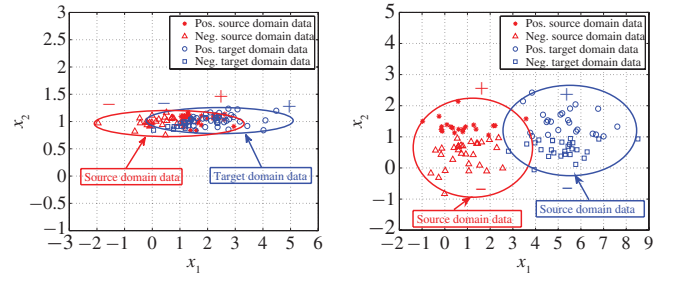 Pos. source domain data
Neg. source domain data
Pos. target domain data
Neg. target domain data
3
2.5
2
1.5
1
0.5
0
−0.5
−1
x2
+
−
−
+
Source domain data
Target domain data
−3 −2 −1 0 1 2 3 4 5 6
x1
Pos. source domain data
Neg. source domain data
Pos. target domain data
Neg. target domain data
5
4
3
2
1
0
−1
−2
x2
+
+
−
−
Source domain data
Source domain data
−2 −1 0 1 2 3 4 5 6 7 8 9
x1